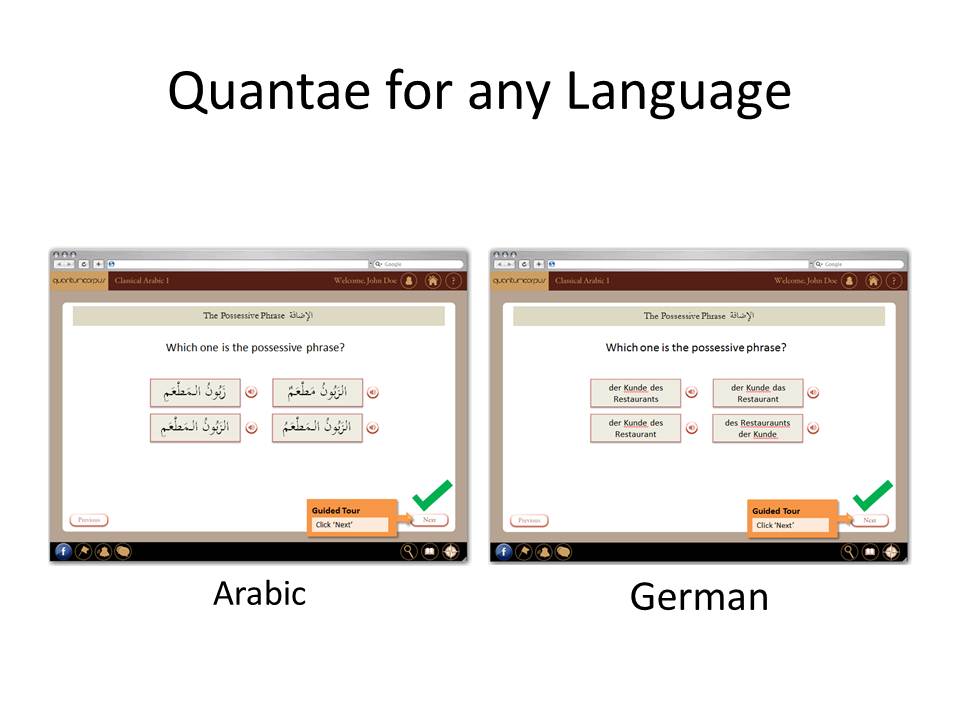 Quantae for any Language
Google
quantumcorpus
Classical Arabic 1
Welcome, John Doe
?
The Possessive Phrase الإضافة
Which one is the possessive phrase?
زَبُونُ الـمَطْعَمِ
الزَبُونُ مَطْعَمٌ
الزَبُونُ الـمَطْعَمِ
الزَبُونُ الـمَطْعَمُ
Guided Tour
Click ‘Next’
Previous
Next
f
Arabic
Google
quantumcorpus
Classical Arabic 1
Welcome, John Doe
?
The Possessive Phrase الإضافة
Which one is the possessive phrase?
der Kunde des
Restaurants
der Kunde das
Restaurant
der Kunde des
Restaurant
des Restauraunts
der Kunde
Guided Tour
Click ‘Next’
Previous
Next
f
German